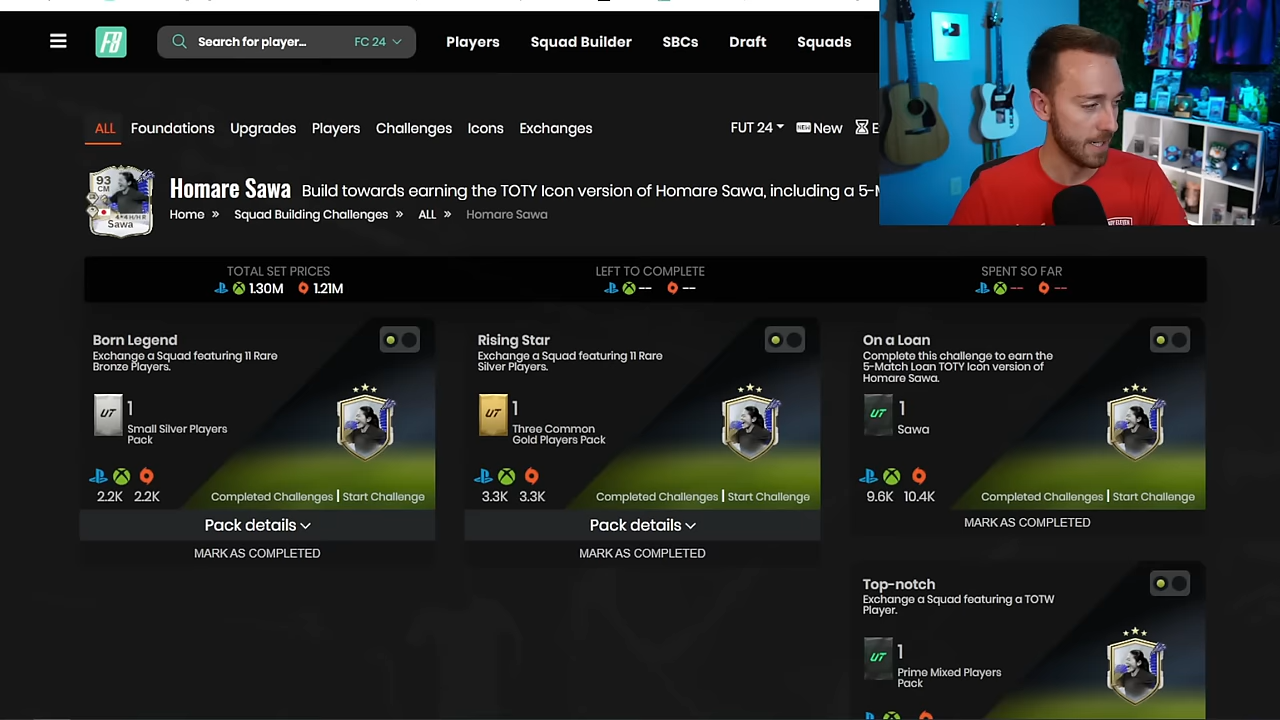 FB
Search for player...
FC 24
Players
Squad Builder
SBCs
Draft
Squads
ALL
Foundations
Upgrades
Players
Challenges
Icons
Exchanges
FUT 24
NEW New
E
93
CM
Sawa
Homare Sawa
Build towards earning the TOTY Icon version of Homare Sawa, including a 5-M
Home » Squad Building Challenges » ALL » Homare Sawa
TOTAL SET PRICES
1.30M 1.21M
LEFT TO COMPLETE
-- --
SPENT SO FAR
-- --
Born Legend
Exchange a Squad featuring 11 Rare
Bronze Players.
UT
1
Small Silver Players
Pack
2.2K 2.2K
Completed Challenges | Start Challenge
Pack details
MARK AS COMPLETED
Rising Star
Exchange a Squad featuring 11 Rare
Silver Players.
UT
1
Three Common
Gold Players Pack
3.3K 3.3K
Completed Challenges | Start Challenge
Pack details
MARK AS COMPLETED
On a Loan
Complete this challenge to earn the
5-Match Loan TOTY Icon version of
Homare Sawa.
UT
1
Sawa
9.6K 10.4K
Completed Challenges | Start Challenge
MARK AS COMPLETED
Top-notch
Exchange a Squad featuring a TOTW
Player.
UT
1
Prime Mixed Players
Pack